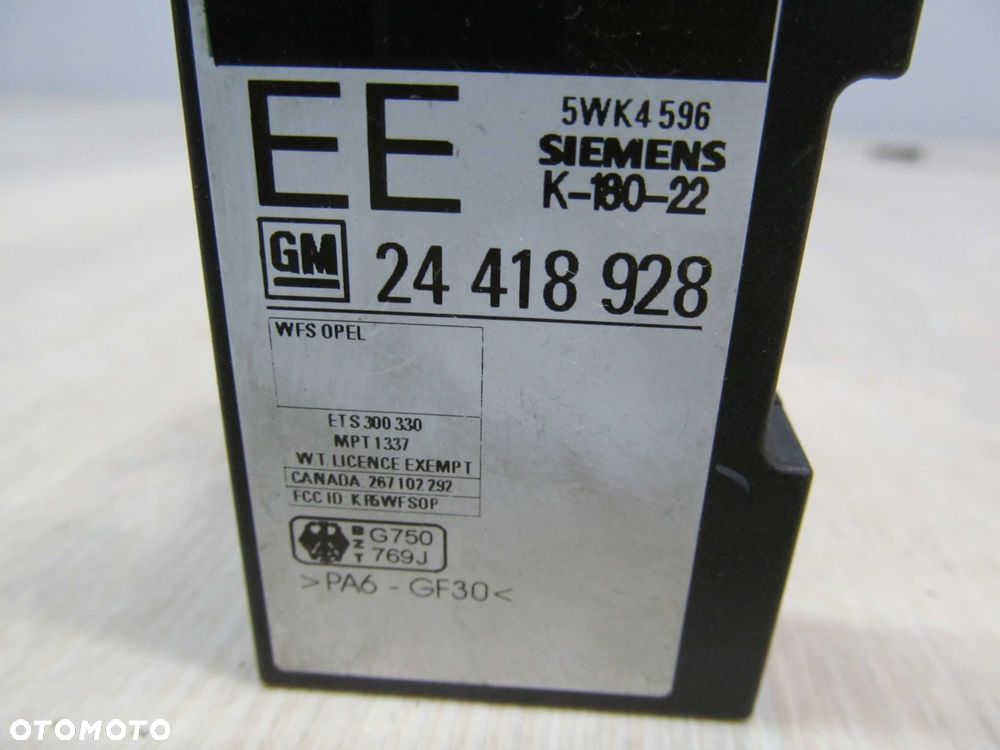 EE
5WK4 596
SIEMENS
K-180-22
GM
24 418 928
WFS OPEL
ETS 300 330
MPT 1337
W.T. LICENCE EXEMPT
CANADA 267 102 292
FCC ID: KR5WFSOP
BZT
G750
769J
>PA6 - GF30<
OTOMOTO